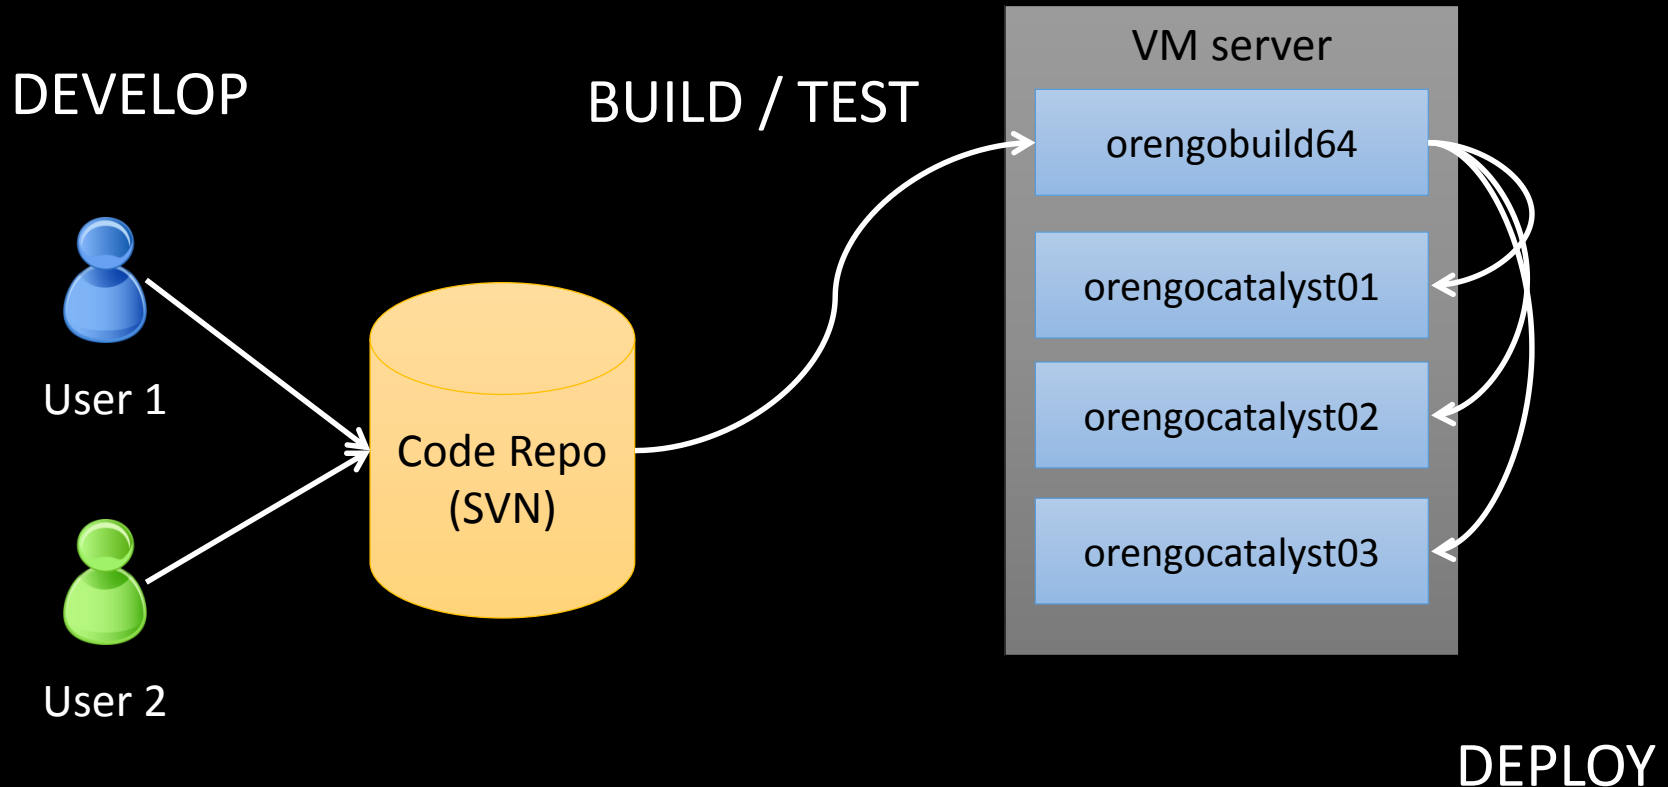 DEVELOP
BUILD / TEST
VM server
orengobuild64
orengocatalyst01
orengocatalyst02
orengocatalyst03
User 1
Code Repo
(SVN)
User 2
DEPLOY